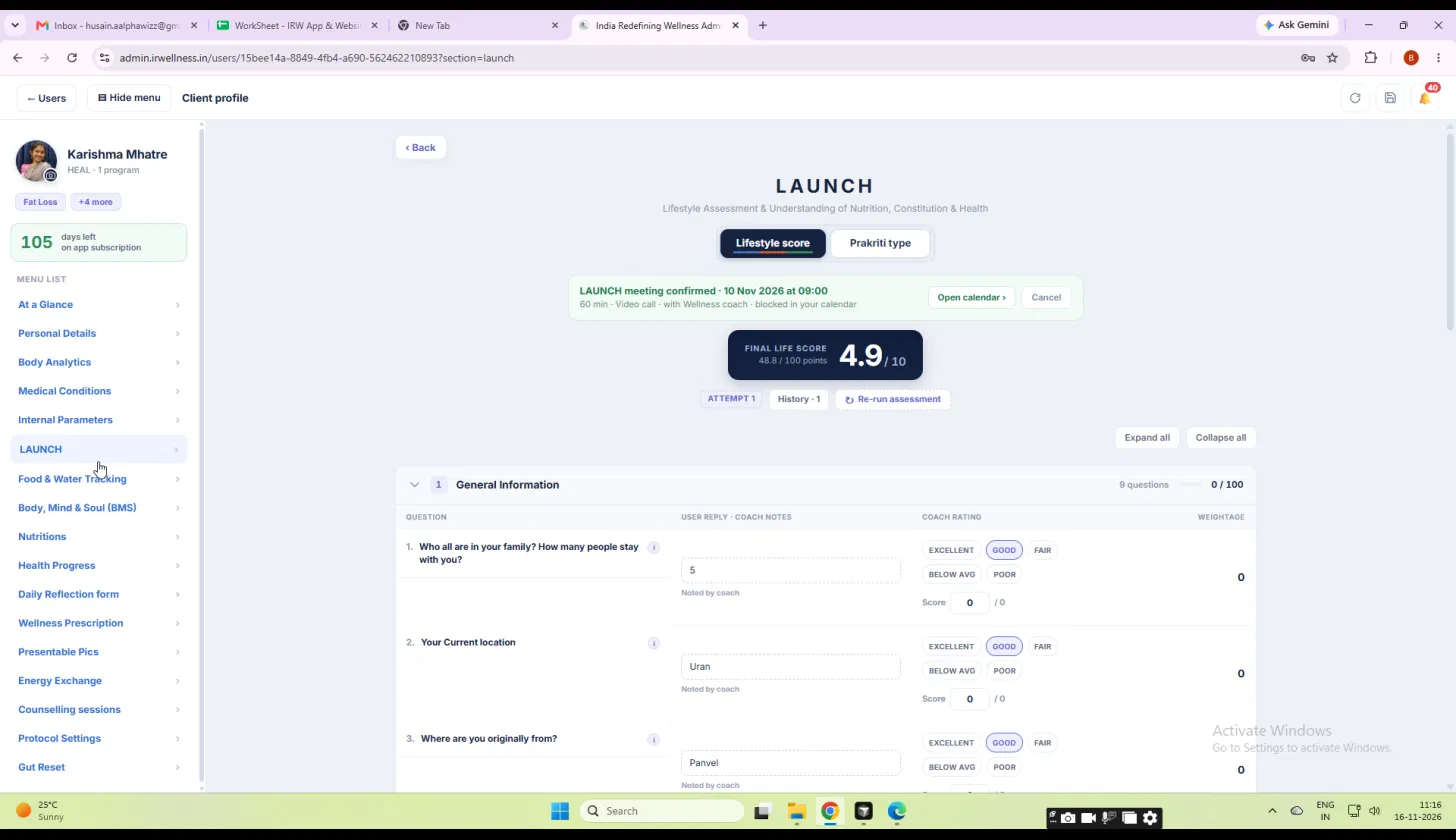 Inbox - husain.aalphawizz@gm
WorkSheet - IRW App & Websi
New Tab
India Redefining Wellness Admi
Ask Gemini
admin.irwellness.in/users/15bee14a-8849-4fb4-a690-562462210893?section=launch
B
← Users
Hide menu
Client profile
40
Karishma Mhatre
HEAL · 1 program
Fat Loss
+4 more
105
days left
on app subscription
MENU LIST
At a Glance
Personal Details
Body Analytics
Medical Conditions
Internal Parameters
LAUNCH
Food & Water Tracking
Body, Mind & Soul (BMS)
Nutritions
Health Progress
Daily Reflection form
Wellness Prescription
Presentable Pics
Energy Exchange
Counselling sessions
Protocol Settings
Gut Reset
‹ Back
LAUNCH
Lifestyle Assessment & Understanding of Nutrition, Constitution & Health
Lifestyle score
Prakriti type
LAUNCH meeting confirmed · 10 Nov 2026 at 09:00
60 min · Video call · with Wellness coach · blocked in your calendar
Open calendar ›
Cancel
FINAL LIFE SCORE
48.8 / 100 points
4.9 / 10
ATTEMPT 1
History · 1
↻ Re-run assessment
Expand all
Collapse all
1 General Information
9 questions
0 / 100
QUESTION
USER REPLY · COACH NOTES
COACH RATING
WEIGHTAGE
1. Who all are in your family? How many people stay
with you?
i
5
Noted by coach
EXCELLENT
GOOD
FAIR
BELOW AVG
POOR
Score 0 / 0
0
2. Your Current location
i
Uran
Noted by coach
EXCELLENT
GOOD
FAIR
BELOW AVG
POOR
Score 0 / 0
0
3. Where are you originally from?
i
Panvel
Noted by coach
EXCELLENT
GOOD
FAIR
BELOW AVG
POOR
0
Activate Windows
Go to Settings to activate Windows.
25°C
Sunny
Search
ENG
IN
11:16
16-11-2026